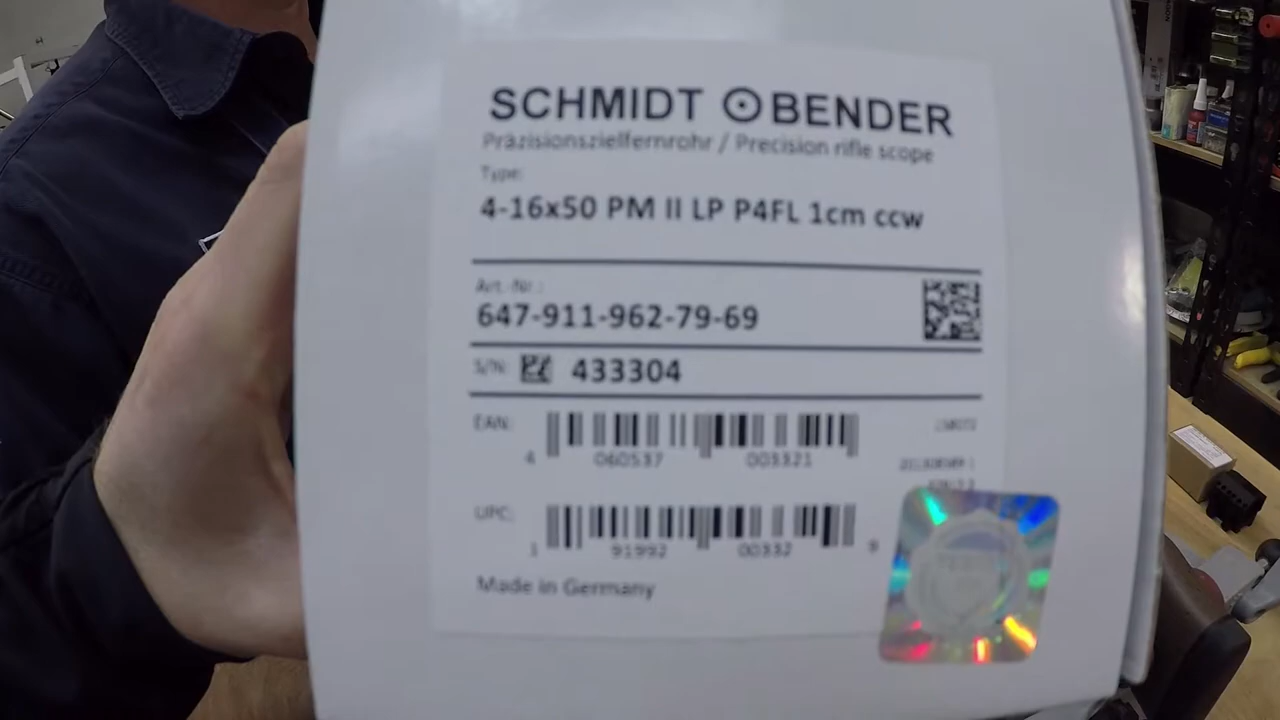 SCHMIDT BENDER
Präzisionszielfernrohr / Precision rifle scope
Type:
4-16x50 PM II LP P4FL 1cm ccw
Art.-Nr.:
647-911-962-79-69
S/N: 433304
EAN:
4 060537 003321
UPC:
1 91992 00332 9
Made in Germany